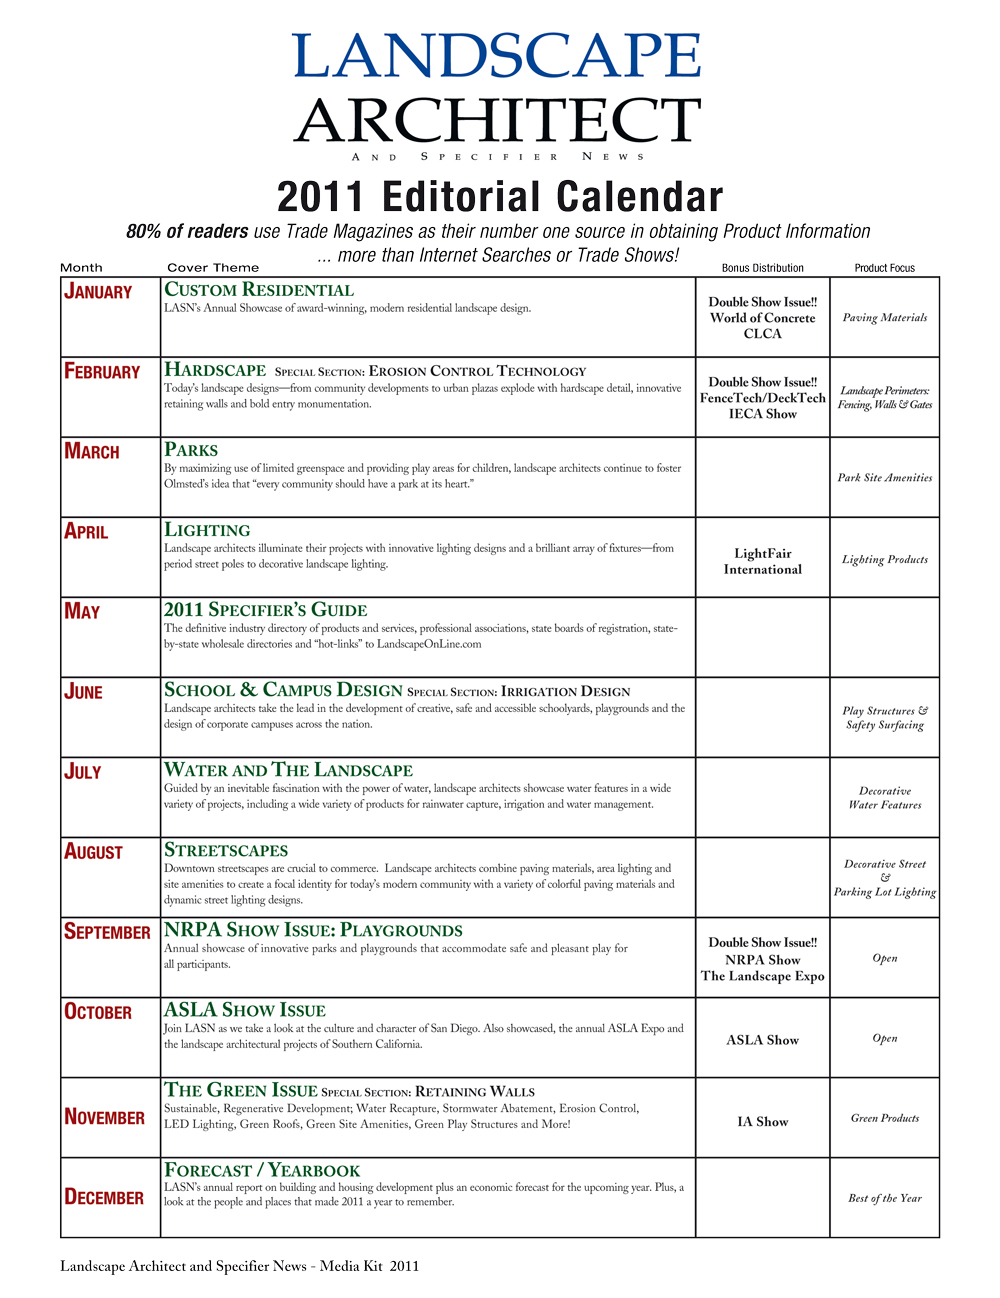 LANDSCAPE
ARCHITECT
AND SPECIFIER NEWS
2011 Editorial Calendar
80% of readers use Trade Magazines as their number one source in obtaining Product Information
... more than Internet Searches or Trade Shows!
Month Cover Theme Bonus Distribution Product Focus
JANUARY
CUSTOM RESIDENTIAL
LASN's Annual Showcase of award-winning, modern residential landscape design.
Double Show Issue!!
World of Concrete
CLCA
Paving Materials
FEBRUARY
HARDSCAPE SPECIAL SECTION: EROSION CONTROL TECHNOLOGY
Today's landscape designs—from community developments to urban plazas explode with hardscape detail, innovative
retaining walls and bold entry monumentation.
Double Show Issue!!
FenceTech/DeckTech
IECA Show
Landscape Perimeters:
Fencing, Walls & Gates
MARCH
PARKS
By maximizing use of limited greenspace and providing play areas for children, landscape architects continue to foster
Olmsted's idea that “every community should have a park at its heart.”
Park Site Amenities
APRIL
LIGHTING
Landscape architects illuminate their projects with innovative lighting designs and a brilliant array of fixtures—from
period street poles to decorative landscape lighting.
LightFair
International
Lighting Products
MAY
2011 SPECIFIER'S GUIDE
The definitive industry directory of products and services, professional associations, state boards of registration, state-
by-state wholesale directories and “hot-links” to LandscapeOnLine.com
JUNE
SCHOOL & CAMPUS DESIGN SPECIAL SECTION: IRRIGATION DESIGN
Landscape architects take the lead in the development of creative, safe and accessible schoolyards, playgrounds and the
design of corporate campuses across the nation.
Play Structures &
Safety Surfacing
JULY
WATER AND THE LANDSCAPE
Guided by an inevitable fascination with the power of water, landscape architects showcase water features in a wide
variety of projects, including a wide variety of products for rainwater capture, irrigation and water management.
Decorative
Water Features
AUGUST
STREETSCAPES
Downtown streetscapes are crucial to commerce. Landscape architects combine paving materials, area lighting and
site amenities to create a focal identity for today's modern community with a variety of colorful paving materials and
dynamic street lighting designs.
Decorative Street
&
Parking Lot Lighting
SEPTEMBER
NRPA SHOW ISSUE: PLAYGROUNDS
Annual showcase of innovative parks and playgrounds that accommodate safe and pleasant play for
all participants.
Double Show Issue!!
NRPA Show
The Landscape Expo
Open
OCTOBER
ASLA SHOW ISSUE
Join LASN as we take a look at the culture and character of San Diego. Also showcased, the annual ASLA Expo and
the landscape architectural projects of Southern California.
ASLA Show
Open
NOVEMBER
THE GREEN ISSUE SPECIAL SECTION: RETAINING WALLS
Sustainable, Regenerative Development; Water Recapture, Stormwater Abatement, Erosion Control,
LED Lighting, Green Roofs, Green Site Amenities, Green Play Structures and More!
IA Show
Green Products
DECEMBER
FORECAST / YEARBOOK
LASN's annual report on building and housing development plus an economic forecast for the upcoming year. Plus, a
look at the people and places that made 2011 a year to remember.
Best of the Year
Landscape Architect and Specifier News - Media Kit 2011